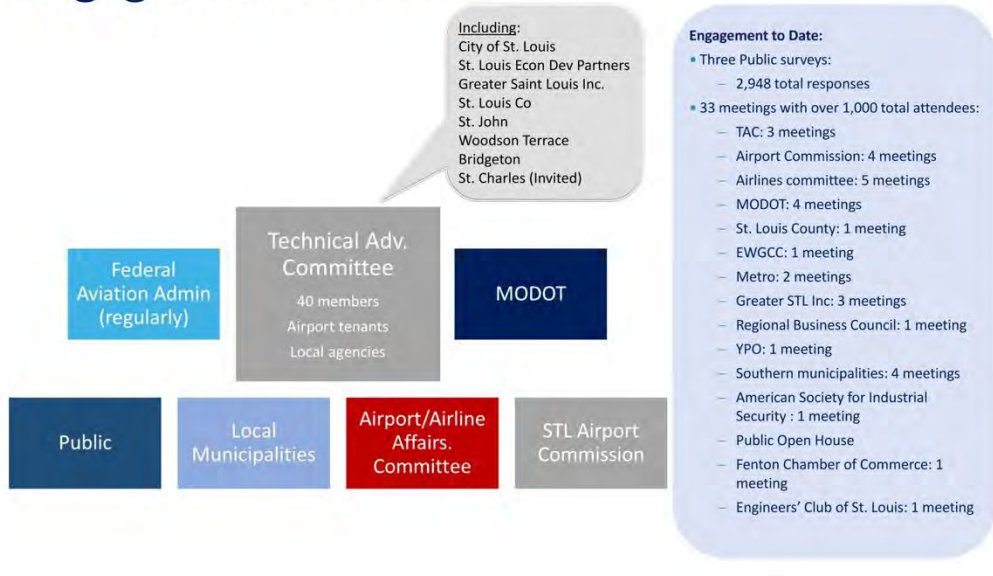 Including:
City of St. Louis
St. Louis Econ Dev Partners
Greater Saint Louis Inc.
St. Louis Co
St. John
Woodson Terrace
Bridgeton
St. Charles (Invited)
Federal
Aviation Admin
(regularly)
Technical Adv.
Committee
40 members
Airport tenants
Local agencies
MODOT
Public
Local
Municipalities
Airport/Airline
Affairs.
Committee
STL Airport
Commission
Engagement to Date:
• Three Public surveys:
– 2,948 total responses
• 33 meetings with over 1,000 total attendees:
– TAC: 3 meetings
– Airport Commission: 4 meetings
– Airlines committee: 5 meetings
– MODOT: 4 meetings
– St. Louis County: 1 meeting
– EWGCC: 1 meeting
– Metro: 2 meetings
– Greater STL Inc: 3 meetings
– Regional Business Council: 1 meeting
– YPO: 1 meeting
– Southern municipalities: 4 meetings
– American Society for Industrial
Security : 1 meeting
– Public Open House
– Fenton Chamber of Commerce: 1
meeting
– Engineers' Club of St. Louis: 1 meeting